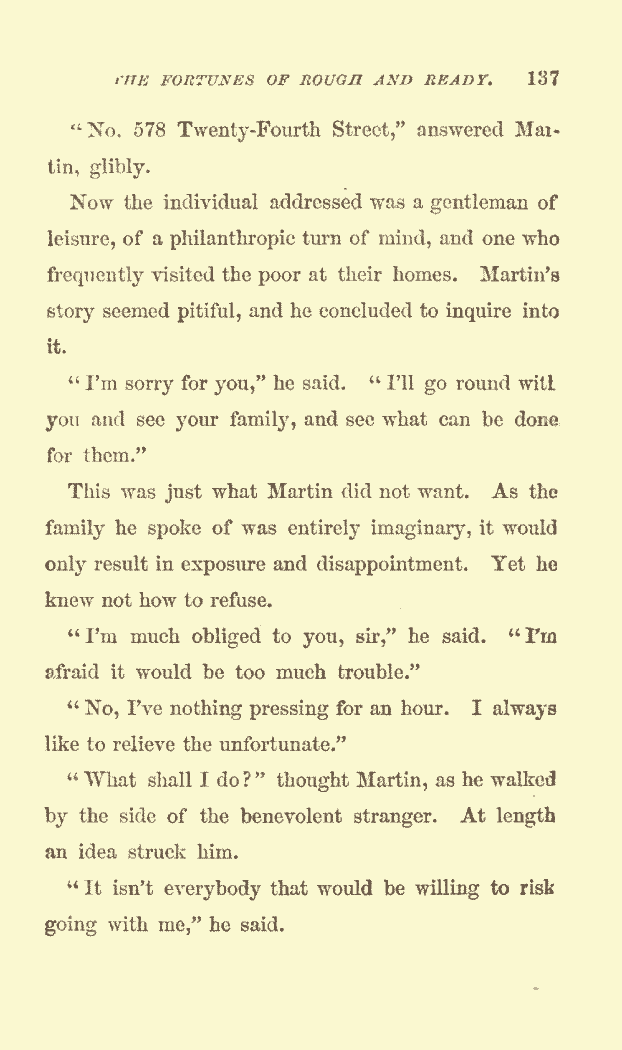 THE FORTUNES OF ROUGH AND READY. 137
"No. 578 Twenty-Fourth Street," answered Mar-
tin, glibly.
Now the individual addressed was a gentleman of
leisure, of a philanthropic turn of mind, and one who
frequently visited the poor at their homes. Martin's
story seemed pitiful, and he concluded to inquire into
it.
"I'm sorry for you," he said. "I'll go round with
you and see your family, and see what can be done
for them."
This was just what Martin did not want. As the
family he spoke of was entirely imaginary, it would
only result in exposure and disappointment. Yet he
knew not how to refuse.
"I'm much obliged to you, sir," he said. "I'm
afraid it would be too much trouble."
"No, I've nothing pressing for an hour. I always
like to relieve the unfortunate."
"What shall I do?" thought Martin, as he walked
by the side of the benevolent stranger. At length
an idea struck him.
"It isn't everybody that would be willing to risk
going with me," he said.